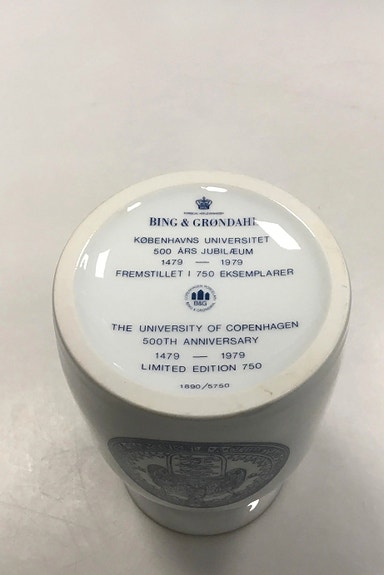 BING & GRØNDAHL
KØBENHAVNS UNIVERSITET
500 ÅRS JUBILÆUM
1479 — 1979
FREMSTILLET I 750 EKSEMPLARER
B&G
THE UNIVERSITY OF COPENHAGEN
500TH ANNIVERSARY
1479 — 1979
LIMITED EDITION 750
1890/5750